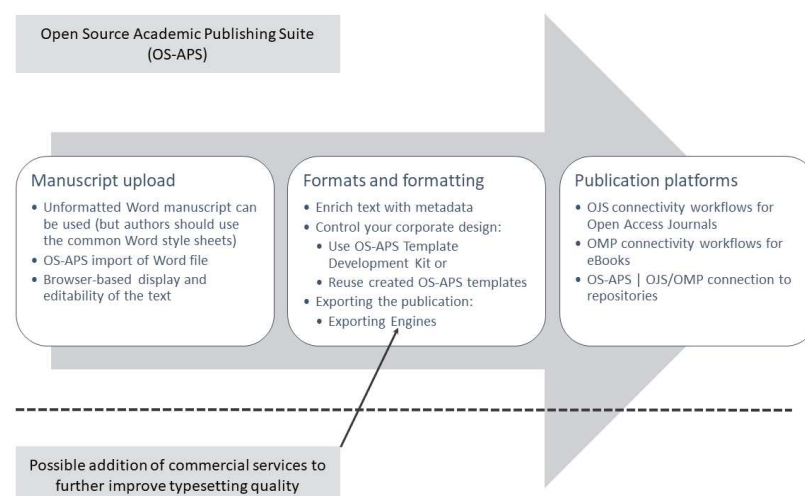 Open Source Academic Publishing Suite
(OS-APS)
Manuscript upload
• Unformatted Word manuscript can
be used (but authors should use
the common Word style sheets)
• OS-APS import of Word file
• Browser-based display and
editability of the text
Formats and formatting
• Enrich text with metadata
• Control your corporate design:
• Use OS-APS Template
Development Kit or
• Reuse created OS-APS templates
• Exporting the publication:
• Exporting Engines
Publication platforms
• OJS connectivity workflows for
Open Access Journals
• OMP connectivity workflows for
eBooks
• OS-APS | OJS/OMP connection to
repositories
Possible addition of commercial services to
further improve typesetting quality